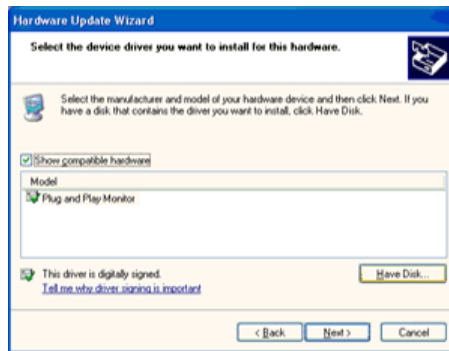 Hardware Update Wizard
Select the device driver you want to install for this hardware.
Select the manufacturer and model of your hardware device and then click Next. If you
have a disk that contains the driver you want to install, click Have Disk.
Show compatible hardware
Model
Plug and Play Monitor
This driver is digitally signed.
Have Disk...
Tell me why driver signing is important
< Back
Next >
Cancel